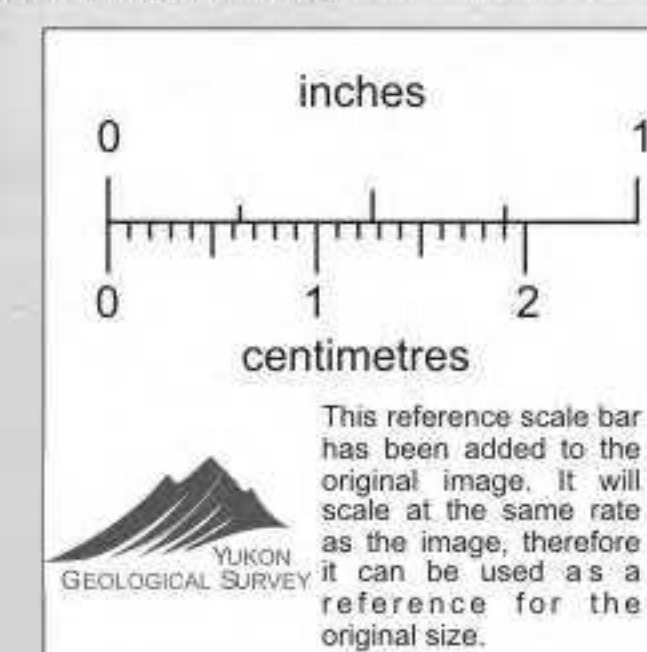 inches
0 1
0 1 2
centimetres
This reference scale bar
has been added to the
original image. It will
scale at the same rate
as the image, therefore
it can be used as a
reference for the
original size.
YUKON
GEOLOGICAL SURVEY